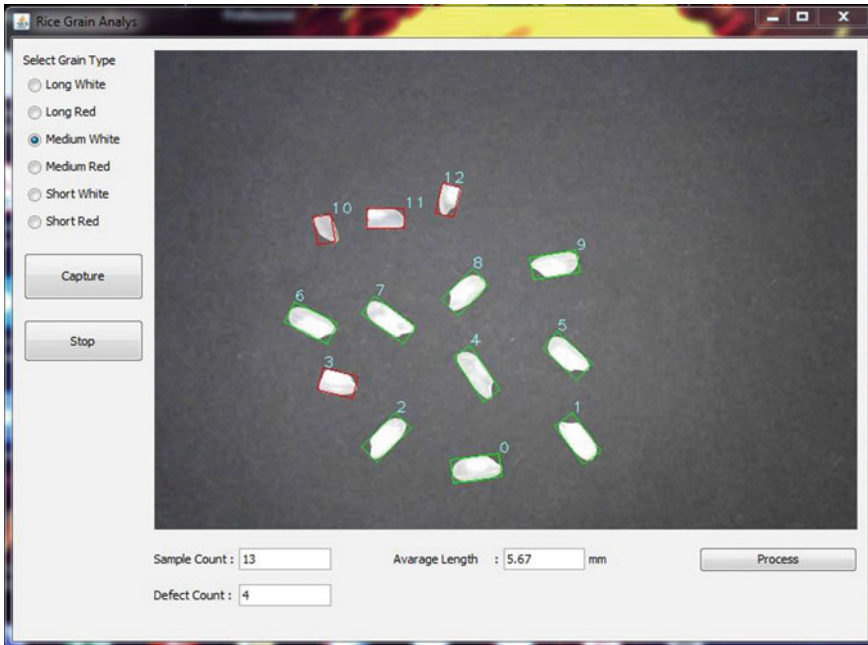 Rice Grain Analys
Select Grain Type
Long White
Long Red
Medium White
Medium Red
Short White
Short Red
Capture
Stop
12
10
11
9
8
7
6
5
4
3
2
1
0
Sample Count : 13
Avarage Length : 5.67 mm
Process
Defect Count : 4